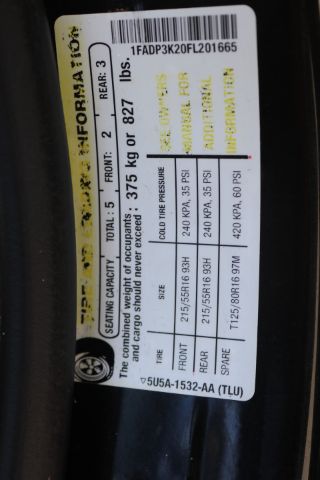 TIRE AND LOADING INFORMATION
SEATING CAPACITY TOTAL: 5 FRONT: 2 REAR: 3
The combined weight of occupants and cargo should never exceed : 375 kg or 827 lbs.
TIRE SIZE COLD TIRE PRESSURE
FRONT 215/55R16 93H 240 KPA, 35 PSI
REAR 215/55R16 93H 240 KPA, 35 PSI
SPARE T125/80R16 97M 420 KPA, 60 PSI
SEE OWNERS
MANUAL FOR
ADDITIONAL
INFORMATION
▽5U5A-1532-AA (TLU)
1FADP3K20FL201665